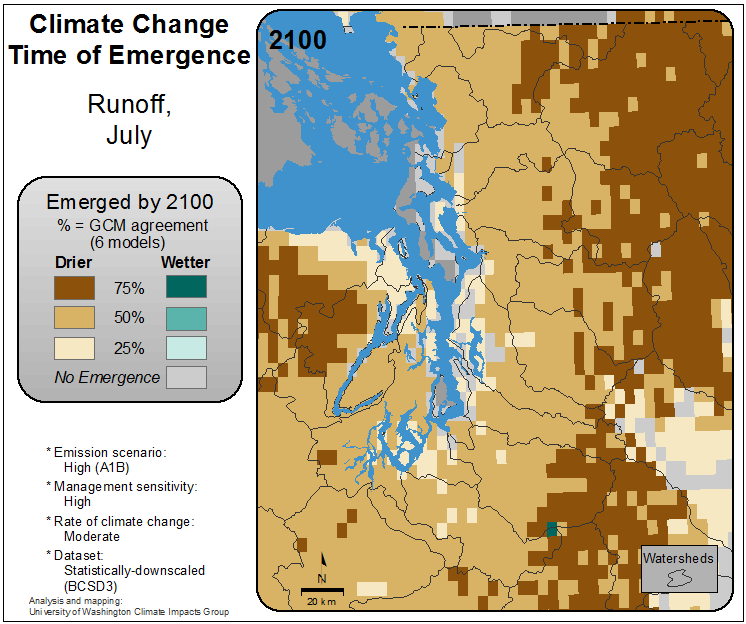 Climate Change
Time of Emergence
Runoff,
July
Emerged by 2100
% = GCM agreement
(6 models)
Drier Wetter
75%
50%
25%
No Emergence
* Emission scenario:
High (A1B)
* Management sensitivity:
High
* Rate of climate change:
Moderate
* Dataset:
Statistically-downscaled
(BCSD3)
Analysis and mapping:
University of Washington Climate Impacts Group
2100
N
20 km
Watersheds